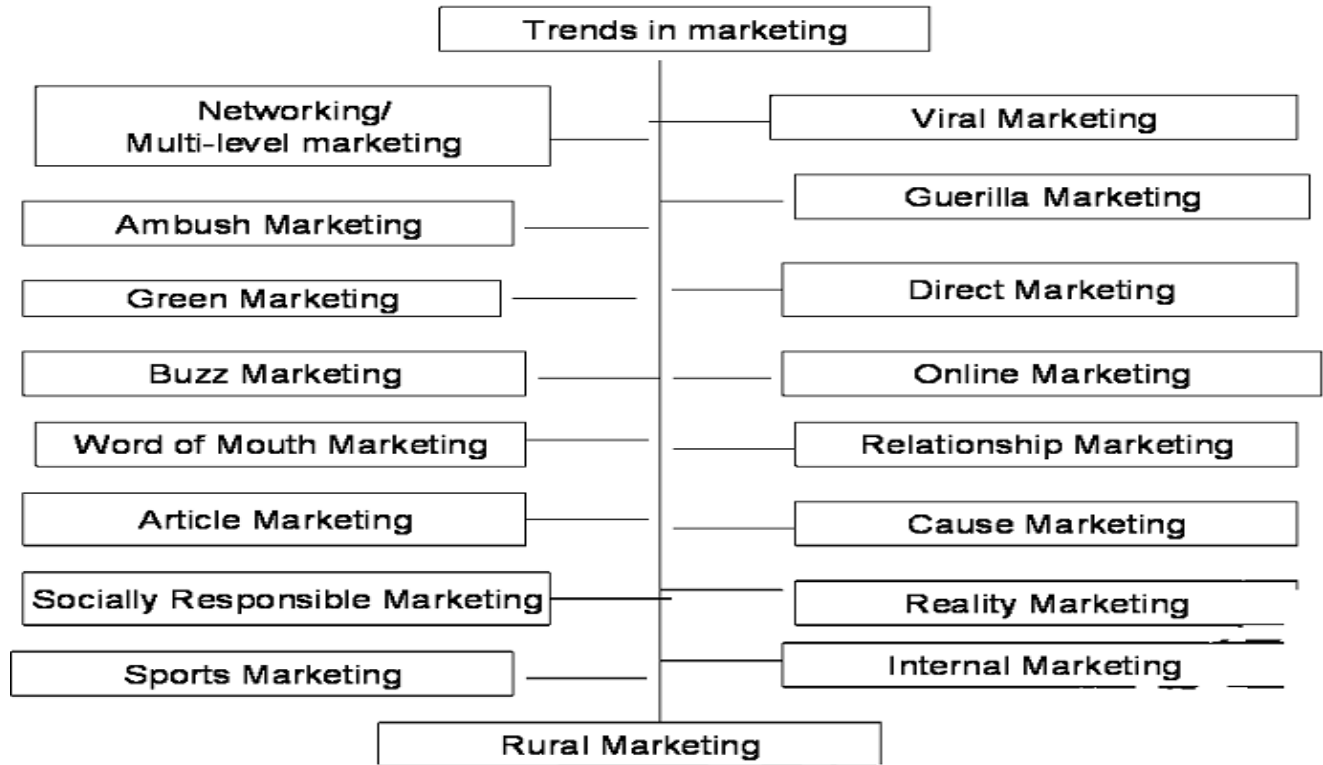 Trends in marketing
Networking/
Multi-level marketing
Viral Marketing
Ambush Marketing
Guerilla Marketing
Green Marketing
Direct Marketing
Buzz Marketing
Online Marketing
Word of Mouth Marketing
Relationship Marketing
Article Marketing
Cause Marketing
Socially Responsible Marketing
Reality Marketing
Sports Marketing
Internal Marketing
Rural Marketing